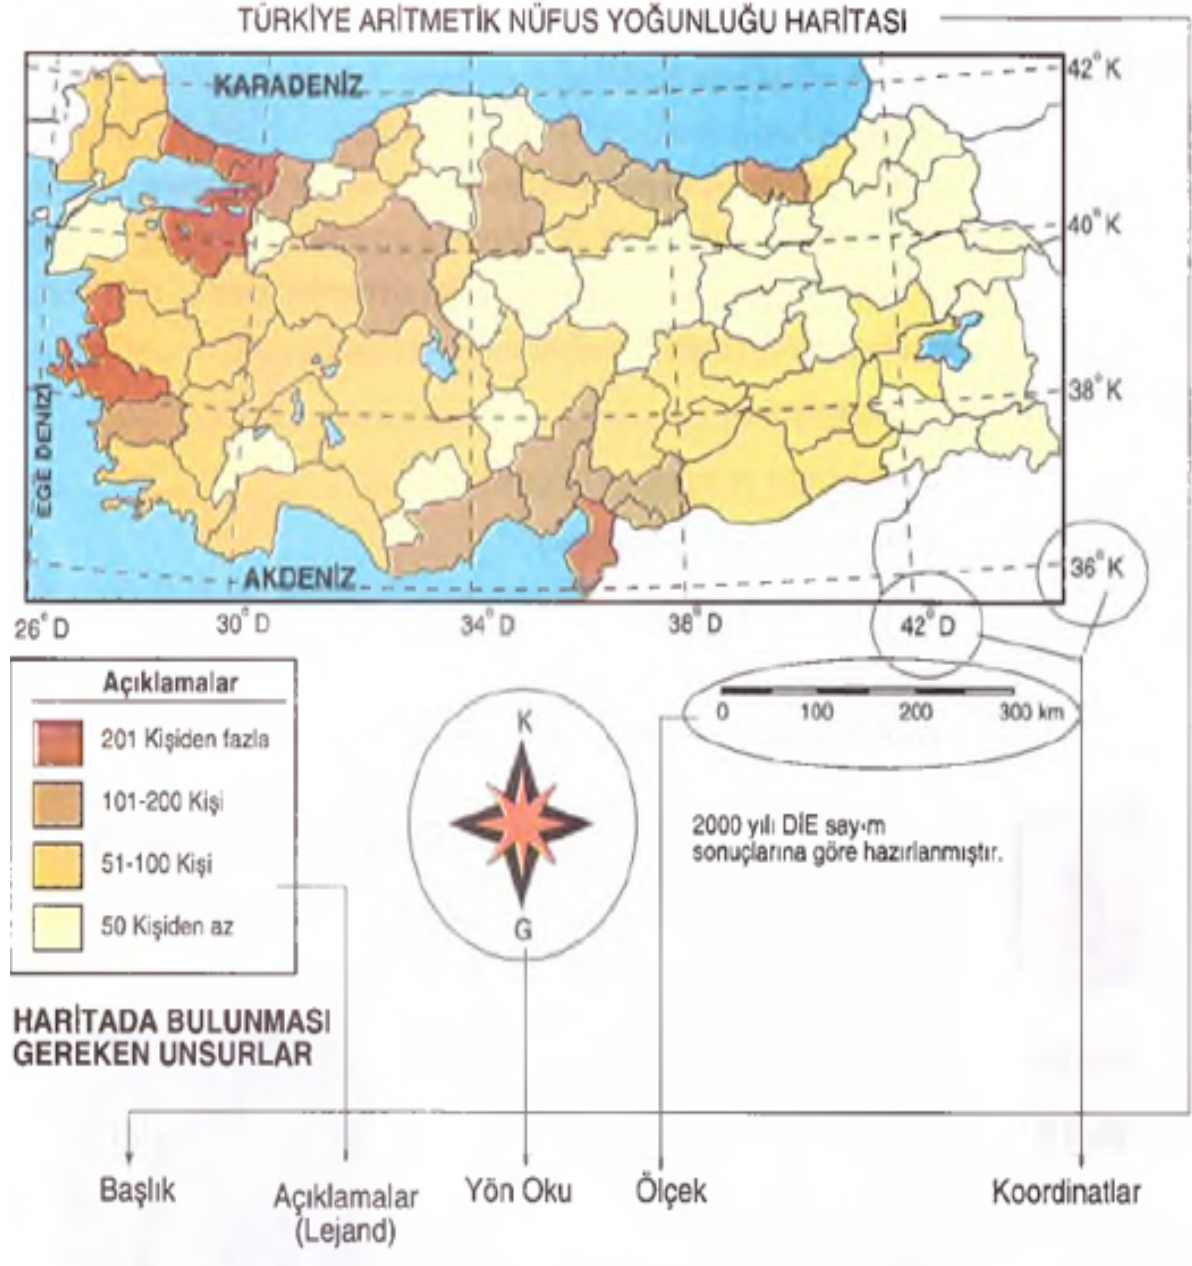 TÜRKİYE ARİTMETİK NÜFUS YOĞUNLUĞU HARİTASI
KARADENİZ
EGE DENİZİ
AKDENİZ
42° K
40° K
38° K
36° K
26° D
30° D
34° D
38° D
42° D
Açıklamalar
201 Kişiden fazla
101-200 Kişi
51-100 Kişi
50 Kişiden az
K
G
0 100 200 300 km
2000 yılı DİE sayım
sonuçlarına göre hazırlanmıştır.
HARİTADA BULUNMASI
GEREKEN UNSURLAR
Başlık
Açıklamalar
(Lejand)
Yön Oku
Ölçek
Koordinatlar